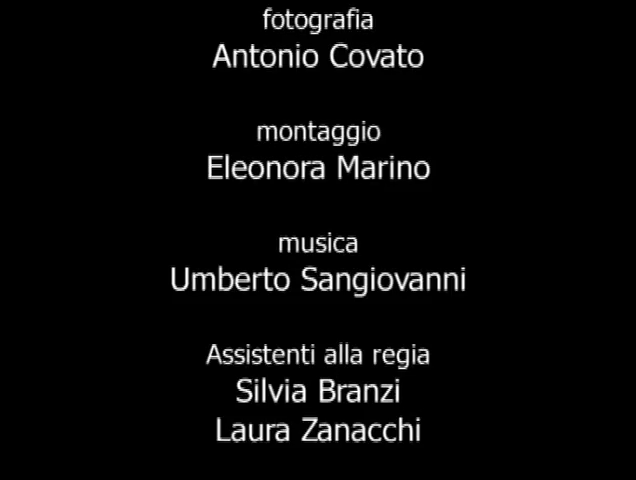 fotografia
Antonio Covato
montaggio
Eleonora Marino
musica
Umberto Sangiovanni
Assistenti alla regia
Silvia Branzi
Laura Zanacchi